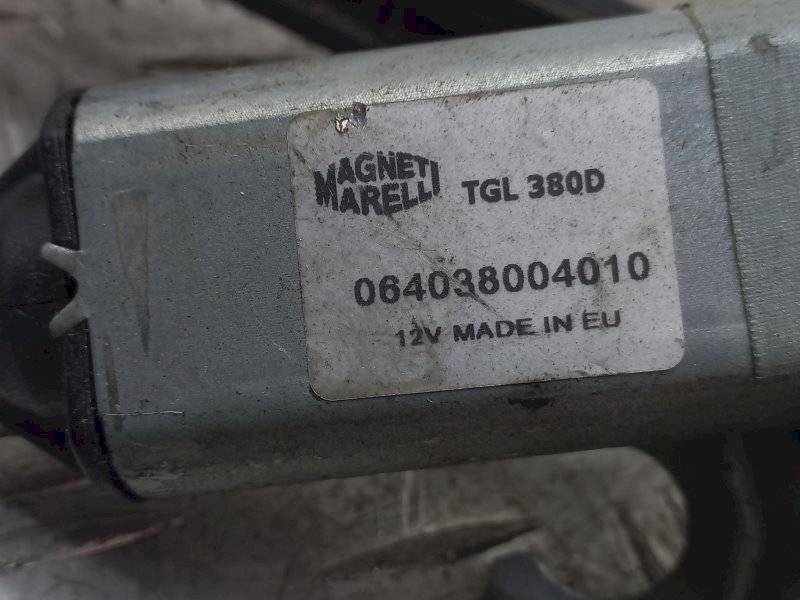 MAGNETI
MARELLI
TGL 380D
064038004010
12V MADE IN EU